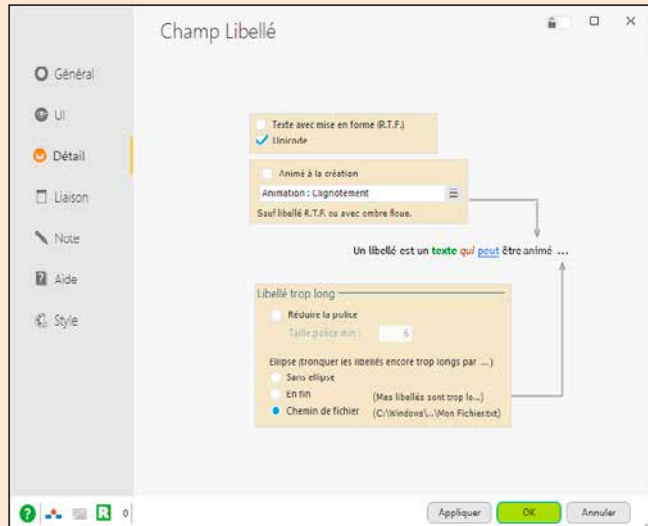 Champ Libellé
Général
UI
Détail
Liaison
Note
Aide
Style
Texte avec mise en forme (R.T.F.)
Unicode
Animé à la création
Animation : Clignotement
Sauf libellé R.T.F. ou avec ombre floue.
Un libellé est un texte qui peut être animé ...
Libellé trop long
Réduire la police
Taille police min : 6
Ellipse (tronquer les libellés encore trop longs par ...)
Sans ellipse
En fin (Mes libellés sont trop lo...)
Chemin de fichier (C:\Windows\...\Mon Fichier.txt)
? R 0 Appliquer OK Annuler